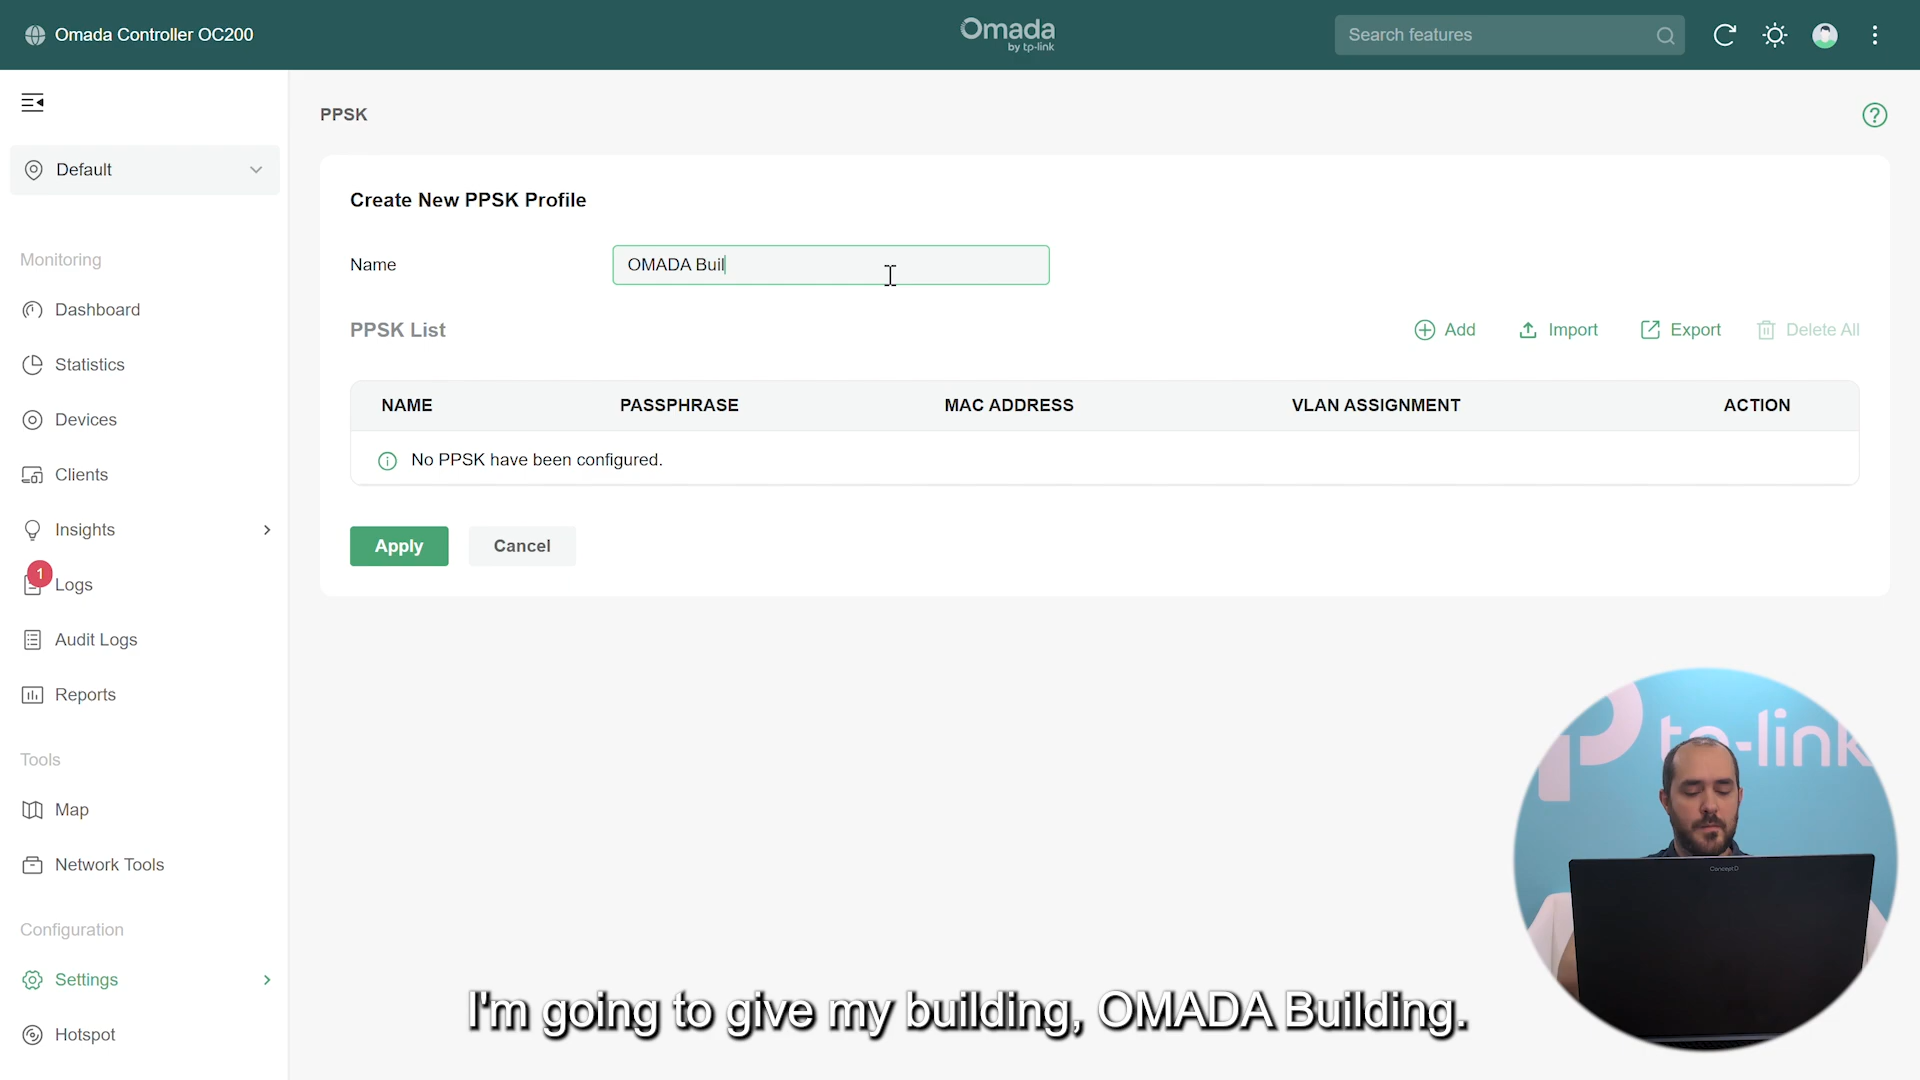 Omada Controller OC200
Omada
by tp-link
Search features
Default
Monitoring
Dashboard
Statistics
Devices
Clients
Insights
1
Logs
Audit Logs
Reports
Tools
Map
Network Tools
Configuration
Settings
Hotspot
PPSK
?
Create New PPSK Profile
Name
OMADA Buil
PPSK List
Add
Import
Export
Delete All
NAME
PASSPHRASE
MAC ADDRESS
VLAN ASSIGNMENT
ACTION
No PPSK have been configured.
Apply
Cancel
tp-link
ConceptD
I'm going to give my building, OMADA Building.